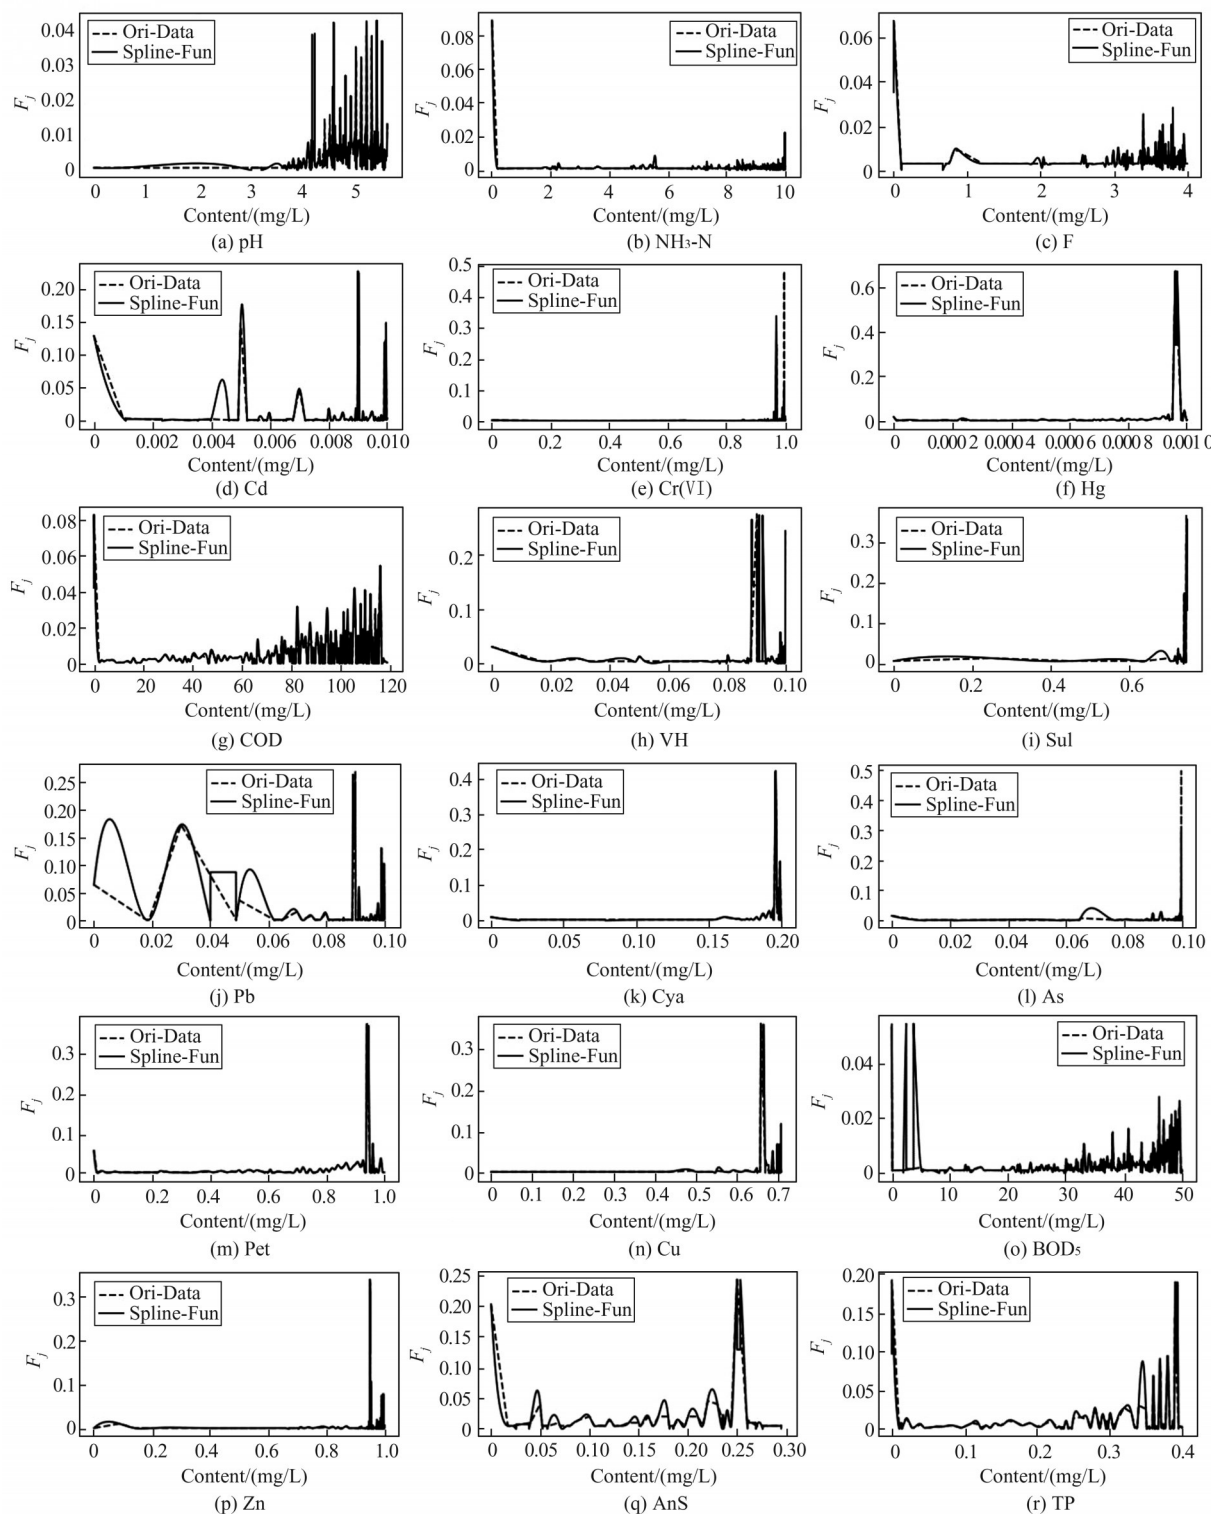 0.04
0.03
0.02
0.01
0
F_j
Ori-Data
Spline-Fun
0 1 2 3 4 5
Content/(mg/L)
(a) pH
0.08
0.06
0.04
0.02
0
F_j
Ori-Data
Spline-Fun
0 2 4 6 8 10
Content/(mg/L)
(b) NH₃-N
0.06
0.04
0.02
0
F_j
Ori-Data
Spline-Fun
0 1 2 3 4
Content/(mg/L)
(c) F
0.20
0.15
0.10
0.05
0
F_j
Ori-Data
Spline-Fun
0 0.002 0.004 0.006 0.008 0.010
Content/(mg/L)
(d) Cd
0.5
0.4
0.3
0.2
0.1
0
F_j
Ori-Data
Spline-Fun
0 0.2 0.4 0.6 0.8 1.0
Content/(mg/L)
(e) Cr(VI)
0.6
0.4
0.2
0
F_j
Ori-Data
Spline-Fun
0 0.0002 0.0004 0.0006 0.0008 0.0010
Content/(mg/L)
(f) Hg
0.08
0.06
0.04
0.02
0
F_j
Ori-Data
Spline-Fun
0 20 40 60 80 100 120
Content/(mg/L)
(g) COD
0.2
0.1
0
F_j
Ori-Data
Spline-Fun
0 0.02 0.04 0.06 0.08 0.10
Content/(mg/L)
(h) VH
0.3
0.2
0.1
0
F_j
Ori-Data
Spline-Fun
0 0.2 0.4 0.6
Content/(mg/L)
(i) Sul
0.25
0.20
0.15
0.10
0.05
0
F_j
Ori-Data
Spline-Fun
0 0.02 0.04 0.06 0.08 0.10
Content/(mg/L)
(j) Pb
0.4
0.3
0.2
0.1
0
F_j
Ori-Data
Spline-Fun
0 0.05 0.10 0.15 0.20
Content/(mg/L)
(k) Cya
0.5
0.4
0.3
0.2
0.1
0
F_j
Ori-Data
Spline-Fun
0 0.02 0.04 0.06 0.08 0.10
Content/(mg/L)
(l) As
0.3
0.2
0.1
0
F_j
Ori-Data
Spline-Fun
0 0.2 0.4 0.6 0.8 1.0
Content/(mg/L)
(m) Pet
0.3
0.2
0.1
0
F_j
Ori-Data
Spline-Fun
0 0.1 0.2 0.3 0.4 0.5 0.6 0.7
Content/(mg/L)
(n) Cu
0.04
0.02
0
F_j
Ori-Data
Spline-Fun
0 10 20 30 40 50
Content/(mg/L)
(o) BOD₅
0.3
0.2
0.1
0
F_j
Ori-Data
Spline-Fun
0 0.2 0.4 0.6 0.8 1.0
Content/(mg/L)
(p) Zn
0.25
0.20
0.15
0.10
0.05
0
F_j
Ori-Data
Spline-Fun
0 0.05 0.10 0.15 0.20 0.25 0.30
Content/(mg/L)
(q) AnS
0.20
0.15
0.10
0.05
0
F_j
Ori-Data
Spline-Fun
0 0.1 0.2 0.3 0.4
Content/(mg/L)
(r) TP